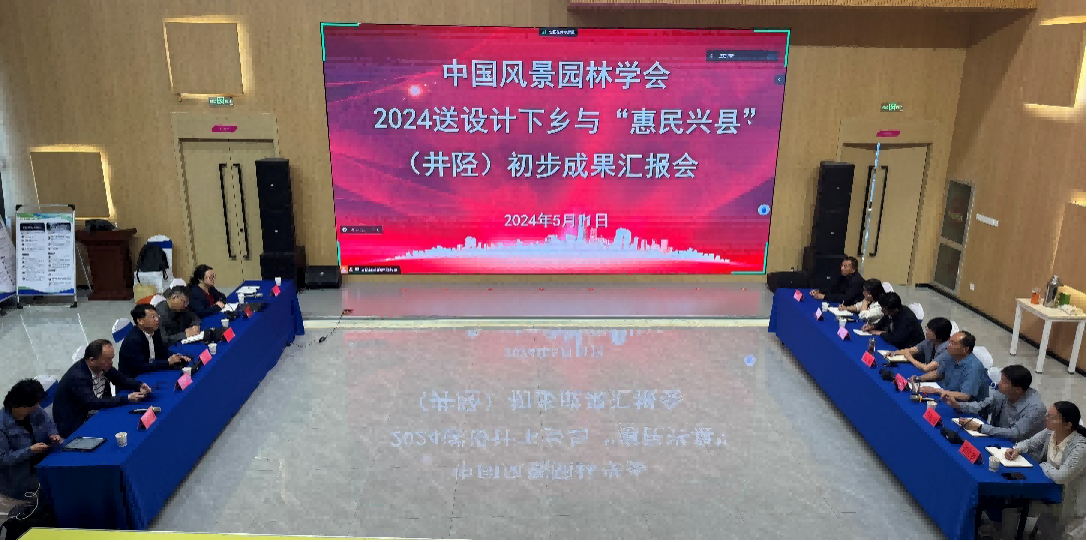 中国风景园林学会
2024送设计下乡与“惠民兴县”
（井陉）初步成果汇报会
2024年5月11日